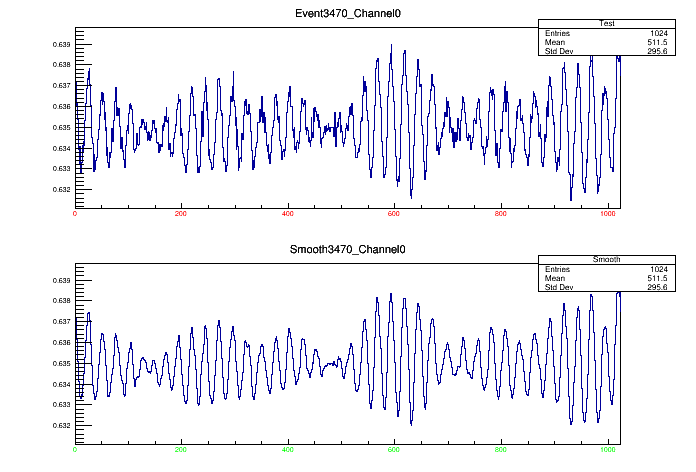 Event3470_Channel0
Test
Entries 1024
Mean 511.5
Std Dev 295.6
0.639
0.638
0.637
0.636
0.635
0.634
0.633
0.632
0 200 400 600 800 1000
Smooth3470_Channel0
Smooth
Entries 1024
Mean 511.5
Std Dev 295.6
0.639
0.638
0.637
0.636
0.635
0.634
0.633
0.632
0 200 400 600 800 1000